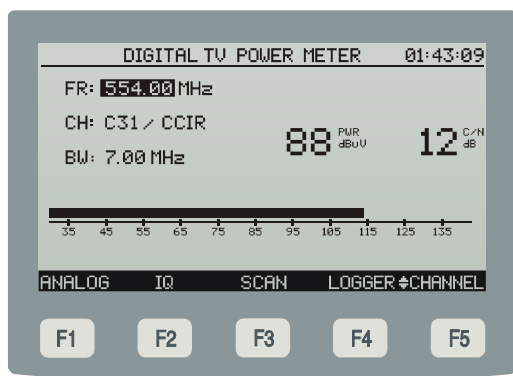 DIGITAL TV POWER METER 01:43:09
FR: 554.00 MHz
CH: C31 / CCIR
BW: 7.00 MHz
88 PWR dBuV 12 C/N dB
35 45 55 65 75 85 95 105 115 125 135
ANALOG IQ SCAN LOGGER CHANNEL
F1 F2 F3 F4 F5